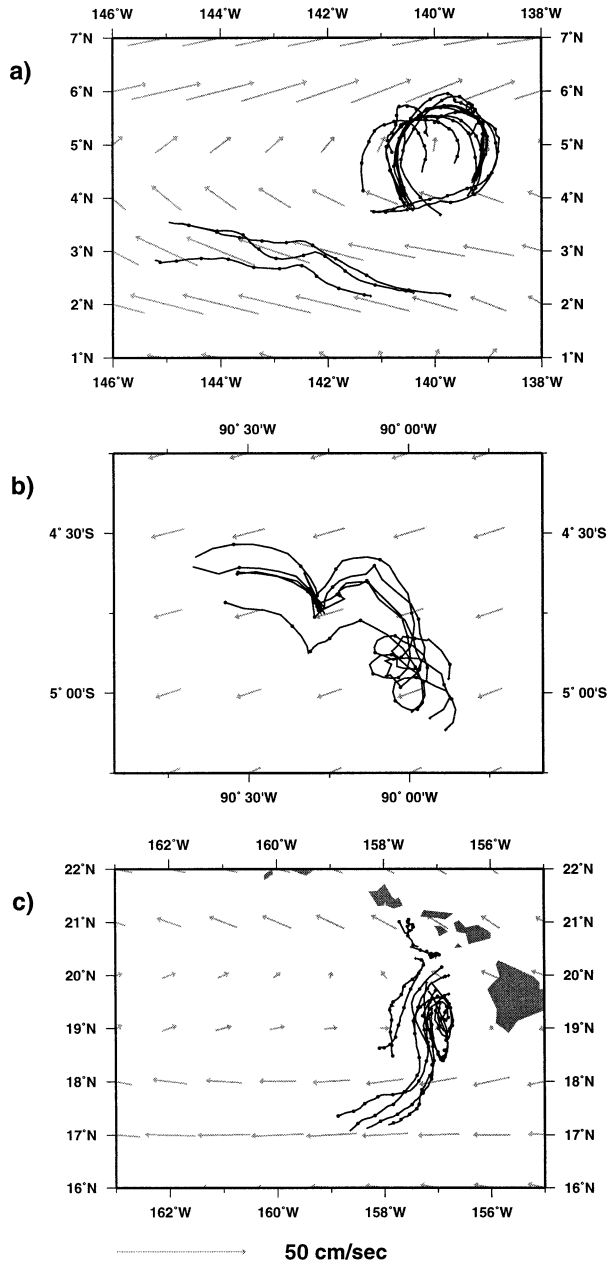 146˚W 144˚W 142˚W 140˚W 138˚W
a)
7˚N 7˚N
6˚N 6˚N
5˚N 5˚N
4˚N 4˚N
3˚N 3˚N
2˚N 2˚N
1˚N 1˚N
146˚W 144˚W 142˚W 140˚W 138˚W
90˚ 30'W 90˚ 00'W
b)
4˚ 30'S 4˚ 30'S
5˚ 00'S 5˚ 00'S
90˚ 30'W 90˚ 00'W
162˚W 160˚W 158˚W 156˚W
c)
22˚N 22˚N
21˚N 21˚N
20˚N 20˚N
19˚N 19˚N
18˚N 18˚N
17˚N 17˚N
16˚N 16˚N
162˚W 160˚W 158˚W 156˚W
50 cm/sec